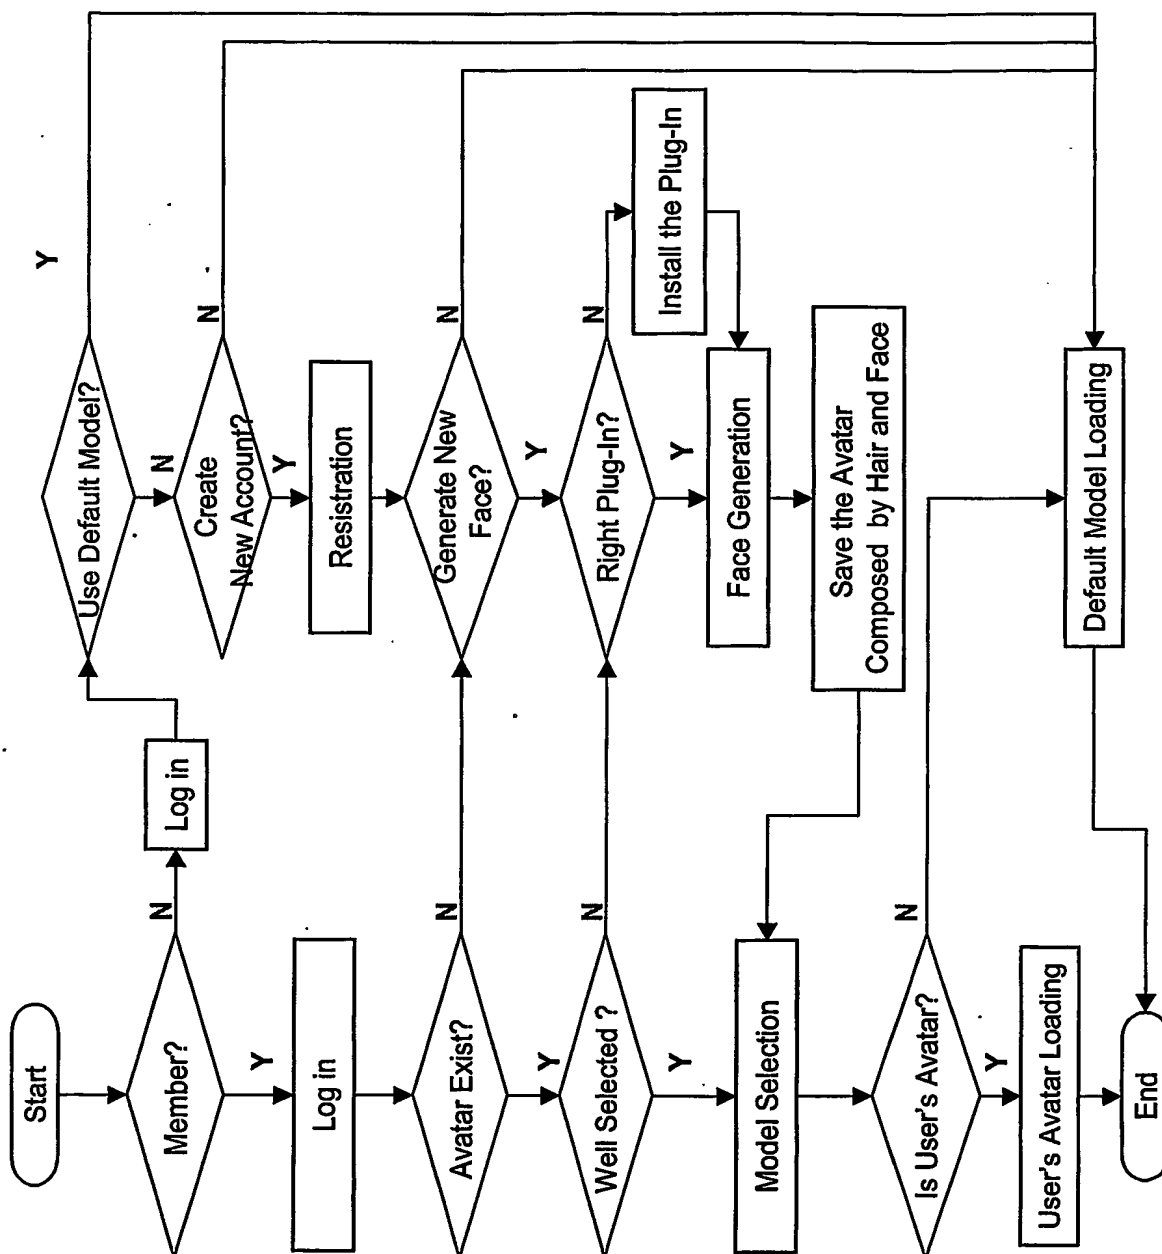 Start
Member?
N
Log in
Y
Log in
Use Default Model?
Y
N
Create
New Account?
N
Y
Resistration
Avatar Exist?
N
Generate New
Face?
N
Y
Y
Well Selected ?
N
Right Plug-In?
N
Install the Plug-In
Y
Y
Face Generation
Save the Avatar
Composed by Hair and Face
Model Selection
Is User's Avatar?
N
Y
User's Avatar Loading
Default Model Loading
End